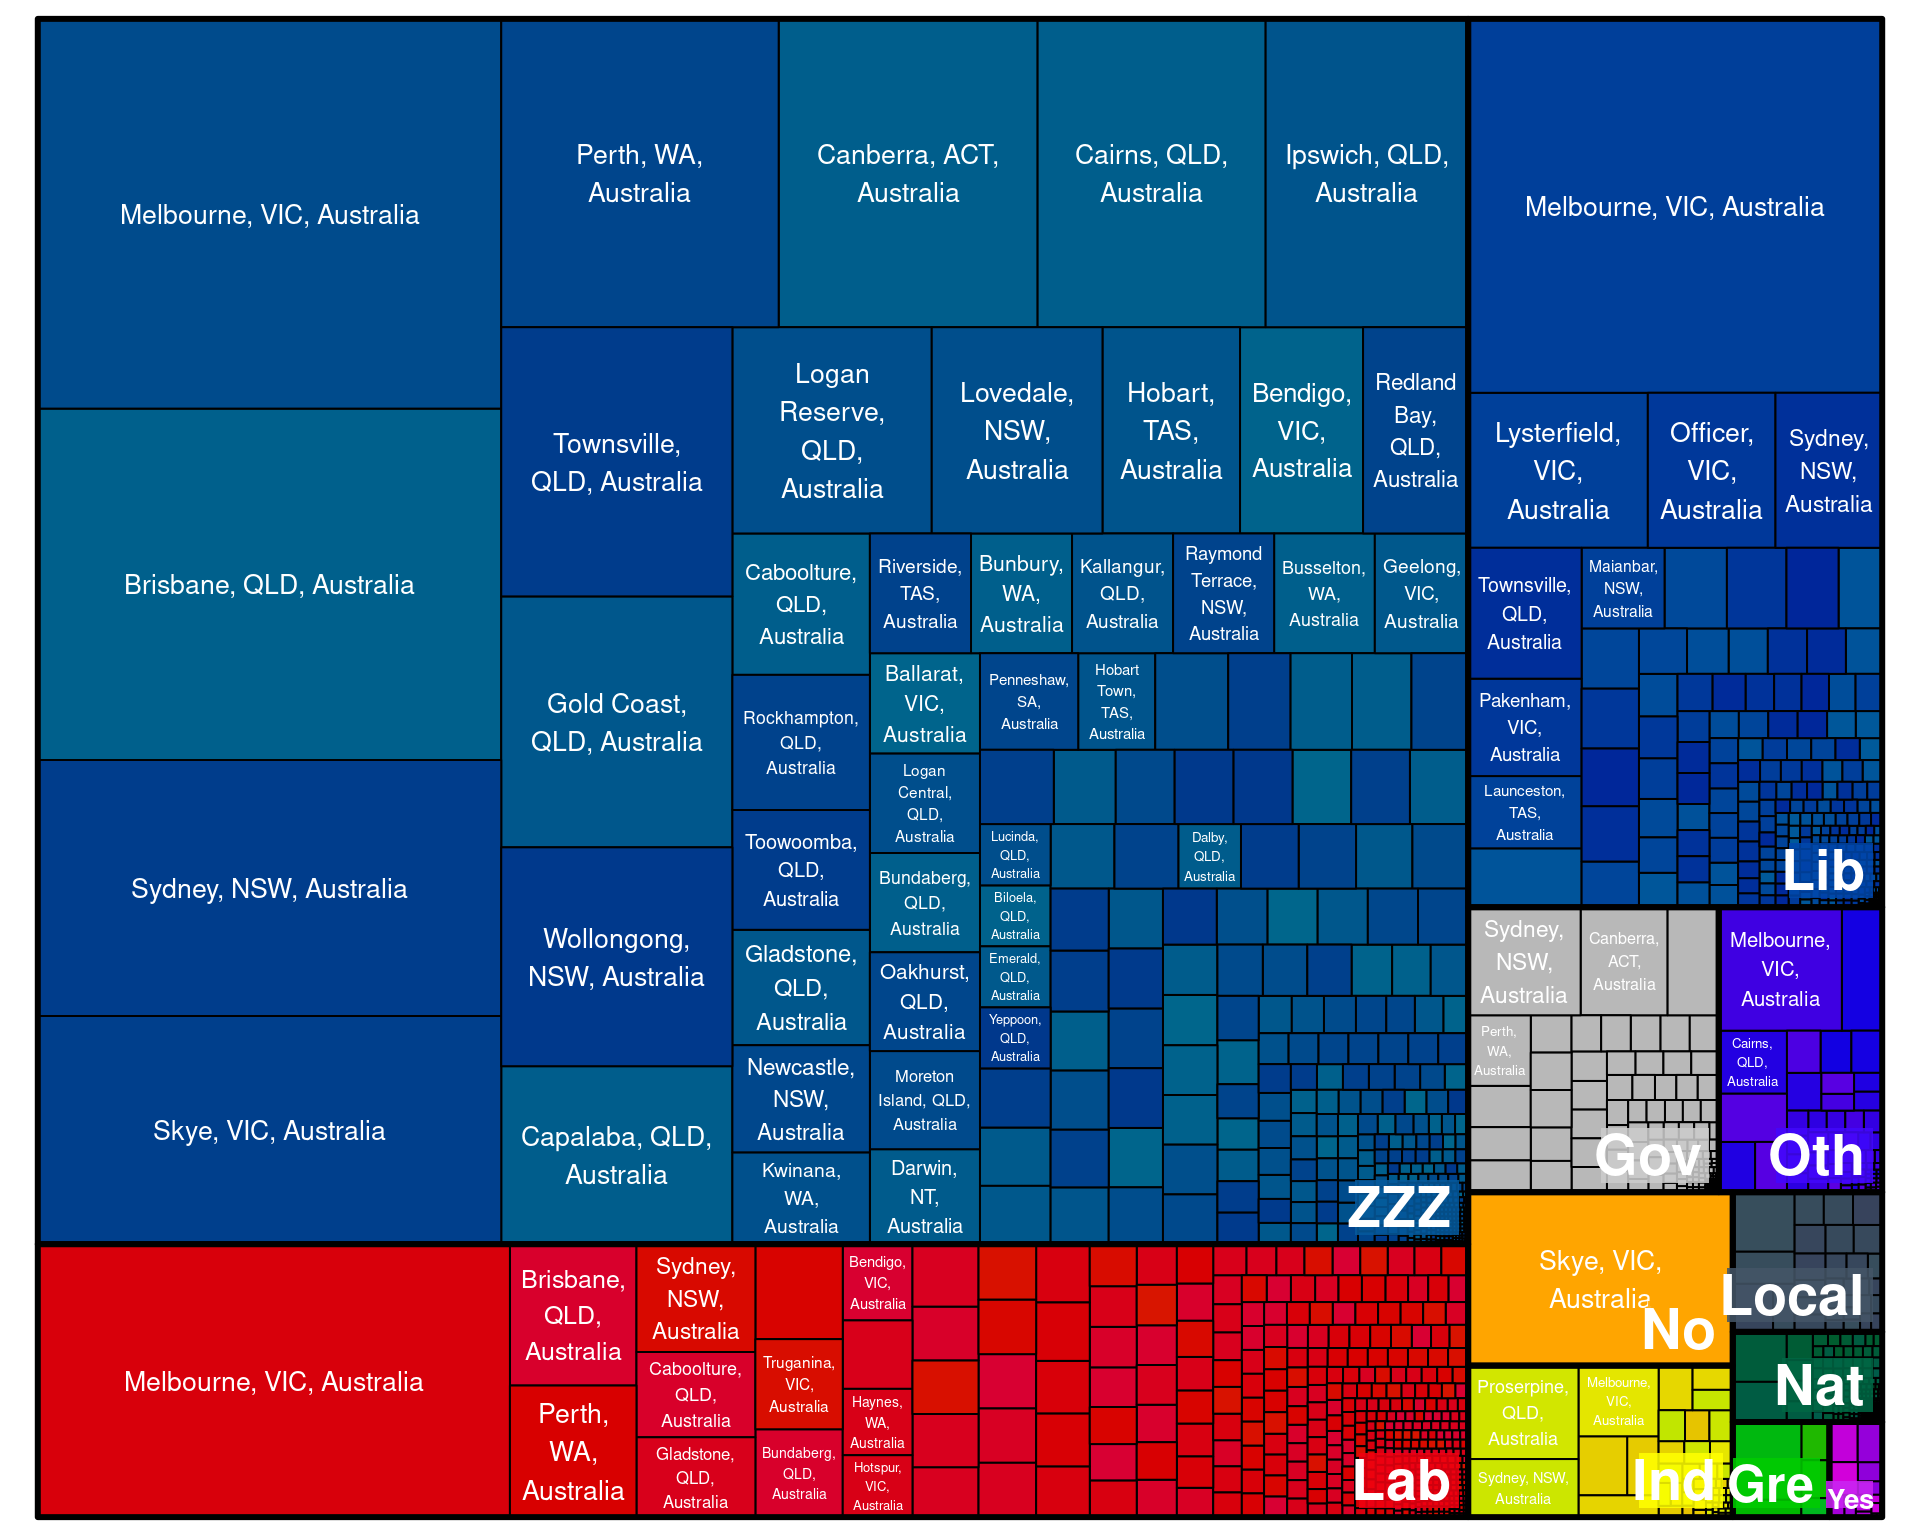 Melbourne, VIC, Australia
Brisbane, QLD, Australia
Sydney, NSW, Australia
Skye, VIC, Australia
Perth, WA,
Australia
Canberra, ACT,
Australia
Cairns, QLD,
Australia
Ipswich, QLD,
Australia
Townsville,
QLD, Australia
Gold Coast,
QLD, Australia
Wollongong,
NSW, Australia
Capalaba, QLD,
Australia
Logan
Reserve,
QLD,
Australia
Lovedale,
NSW,
Australia
Hobart,
TAS,
Australia
Bendigo,
VIC,
Australia
Redland
Bay,
QLD,
Australia
Caboolture,
QLD,
Australia
Rockhampton,
QLD,
Australia
Toowoomba,
QLD,
Australia
Gladstone,
QLD,
Australia
Newcastle,
NSW,
Australia
Kwinana,
WA,
Australia
Riverside,
TAS,
Australia
Bunbury,
WA,
Australia
Kallangur,
QLD,
Australia
Raymond
Terrace,
NSW,
Australia
Busselton,
WA,
Australia
Geelong,
VIC,
Australia
Ballarat,
VIC,
Australia
Logan
Central,
QLD,
Australia
Bundaberg,
QLD,
Australia
Oakhurst,
QLD,
Australia
Moreton
Island, QLD,
Australia
Darwin,
NT,
Australia
Penneshaw,
SA,
Australia
Hobart
Town,
TAS,
Australia
Lucinda,
QLD,
Australia
Dalby,
QLD,
Australia
Biloela,
QLD,
Australia
Emerald,
QLD,
Australia
Yeppoon,
QLD,
Australia
ZZZ
Melbourne, VIC, Australia
Brisbane,
QLD,
Australia
Perth,
WA,
Australia
Sydney,
NSW,
Australia
Caboolture,
QLD,
Australia
Gladstone,
QLD,
Australia
Truganina,
VIC,
Australia
Bundaberg,
QLD,
Australia
Bendigo,
VIC,
Australia
Haynes,
WA,
Australia
Hotspur,
VIC,
Australia
Lab
Melbourne, VIC, Australia
Lysterfield,
VIC,
Australia
Officer,
VIC,
Australia
Sydney,
NSW,
Australia
Townsville,
QLD,
Australia
Maianbar,
NSW,
Australia
Pakenham,
VIC,
Australia
Launceston,
TAS,
Australia
Lib
Sydney,
NSW,
Australia
Canberra,
ACT,
Australia
Perth,
WA,
Australia
Gov
Melbourne,
VIC,
Australia
Cairns,
QLD,
Australia
Oth
Skye, VIC,
Australia
No
Local
Nat
Proserpine,
QLD,
Australia
Melbourne,
VIC,
Australia
Sydney, NSW,
Australia
Ind
Gre
Yes